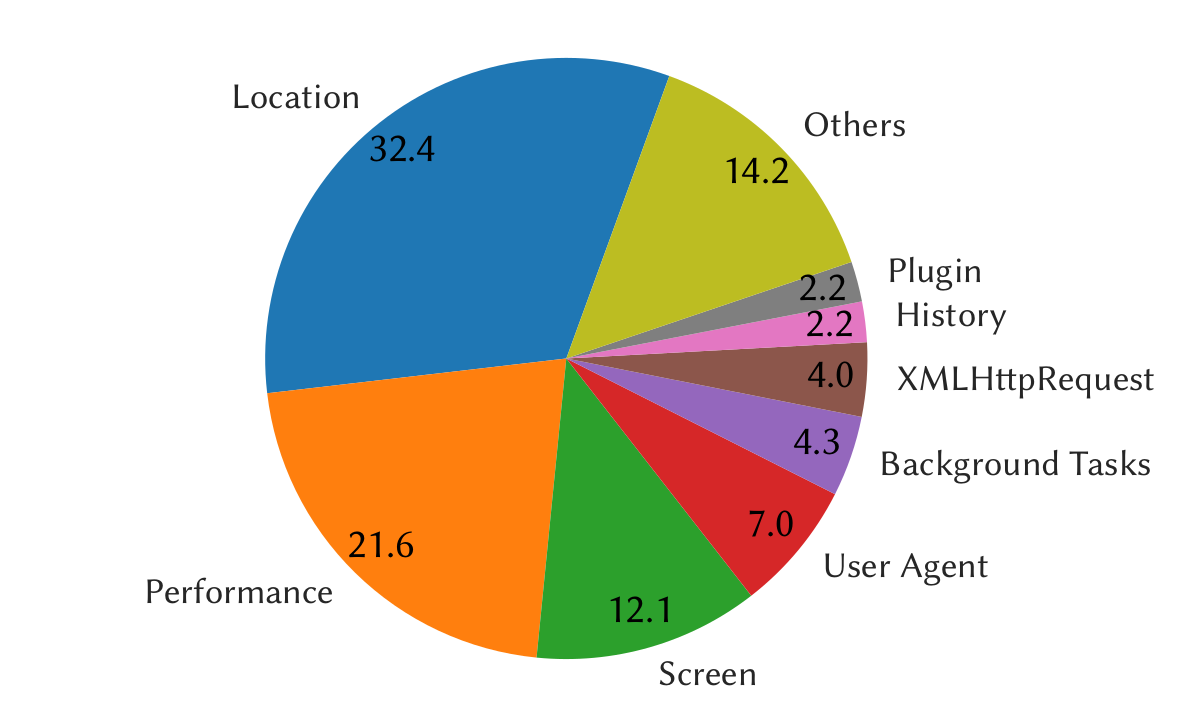 Location
32.4
Others
14.2
Plugin
2.2
History
2.2
XMLHttpRequest
4.0
Background Tasks
4.3
User Agent
7.0
Performance
21.6
Screen
12.1